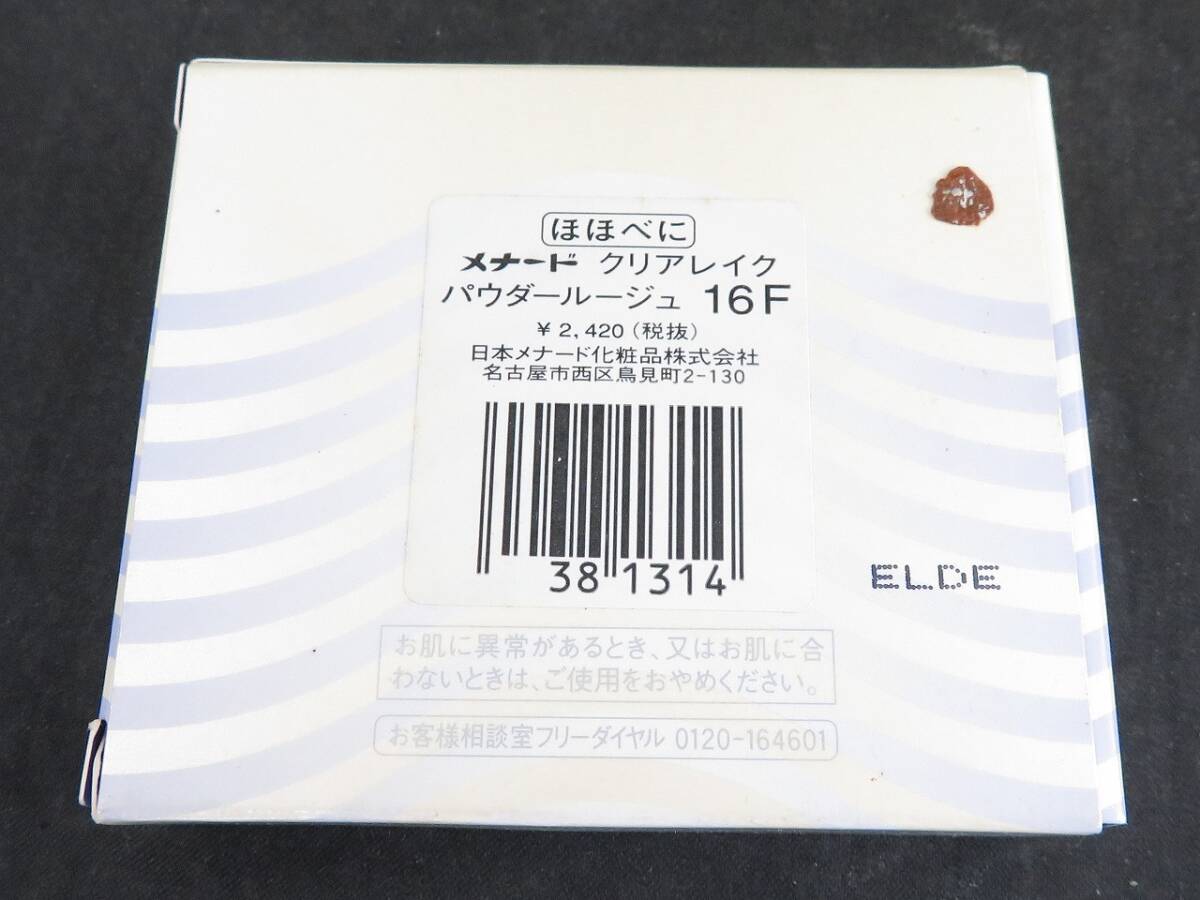 ほほべに
メナード クリアレイク
パウダールージュ 16F
¥2,420(税抜)
日本メナード化粧品株式会社
名古屋市西区鳥見町2-130
381314
ELDE
お肌に異常があるとき、又はお肌に合
わないときは、ご使用をおやめください。
お客様相談室フリーダイヤル 0120-164601